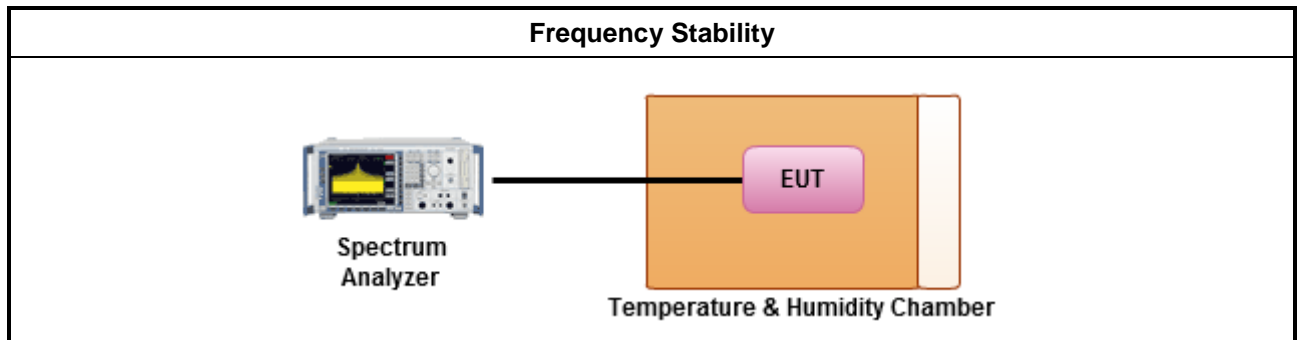 Frequency Stability
EUT
Spectrum
Analyzer
Temperature & Humidity Chamber